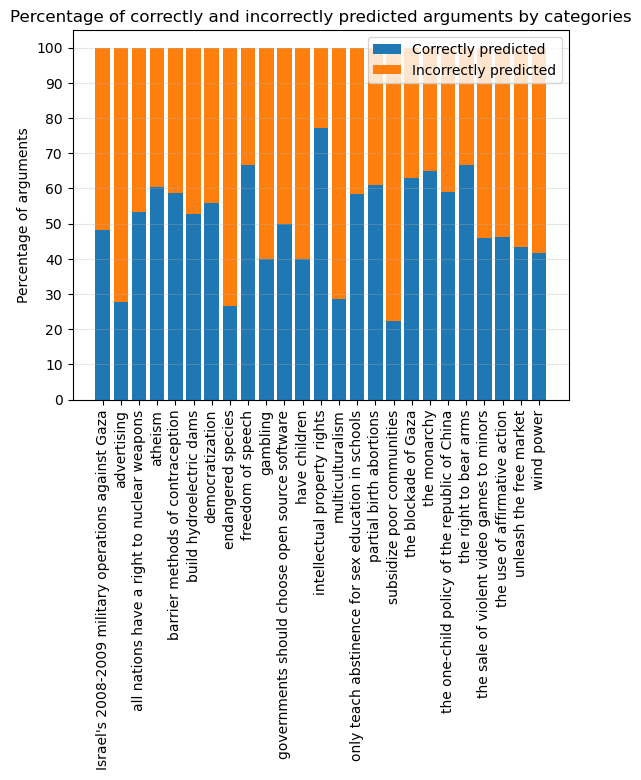 Percentage of correctly and incorrectly predicted arguments by categories
Correctly predicted
Incorrectly predicted
Percentage of arguments
100
90
80
70
60
50
40
30
20
10
0
Israel's 2008-2009 military operations against Gaza
advertising
all nations have a right to nuclear weapons
atheism
barrier methods of contraception
build hydroelectric dams
democratization
endangered species
freedom of speech
gambling
governments should choose open source software
have children
intellectual property rights
multiculturalism
only teach abstinence for sex education in schools
partial birth abortions
subsidize poor communities
the blockade of Gaza
the monarchy
the one-child policy of the republic of China
the right to bear arms
the sale of violent video games to minors
the use of affirmative action
unleash the free market
wind power